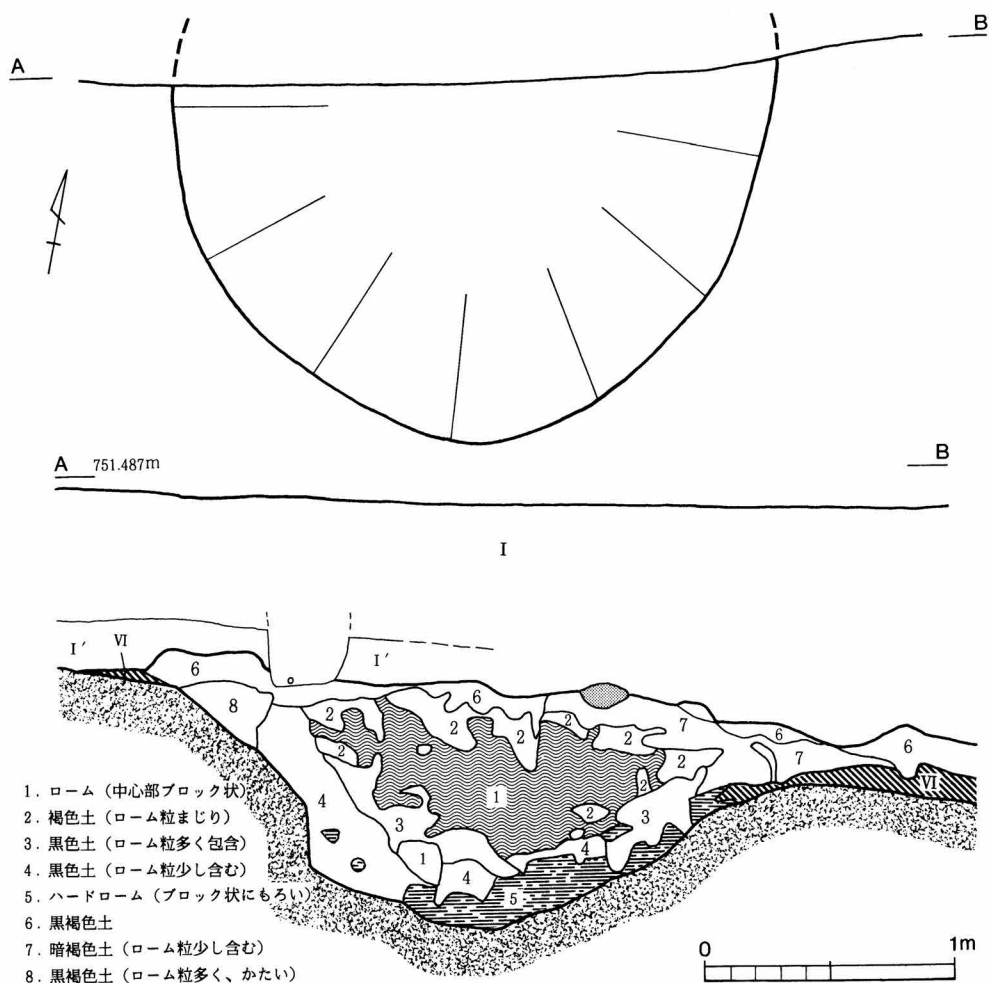 A B
A 751.487m B
I
I′ VI 6 I′
8 2 6 2 2 2 2 7 6 6
2 2 7 VI
4 1 2
3 2 3
1 4 4
5
1. ローム（中心部ブロック状）
2. 褐色土（ローム粒まじり）
3. 黒色土（ローム粒多く包含）
4. 黒色土（ローム粒少し含む）
5. ハードローム（ブロック状にもろい）
6. 黒褐色土
7. 暗褐色土（ローム粒少し含む）
8. 黒褐色土（ローム粒多く、かたい）
0 1m